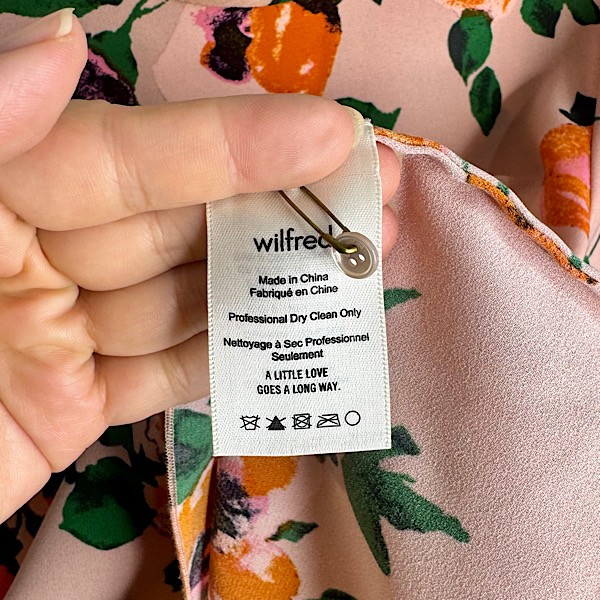 wilfred
Made in China
Fabriqué en Chine
Professional Dry Clean Only
Nettoyage à Sec Professionnel
Seulement
A LITTLE LOVE
GOES A LONG WAY.